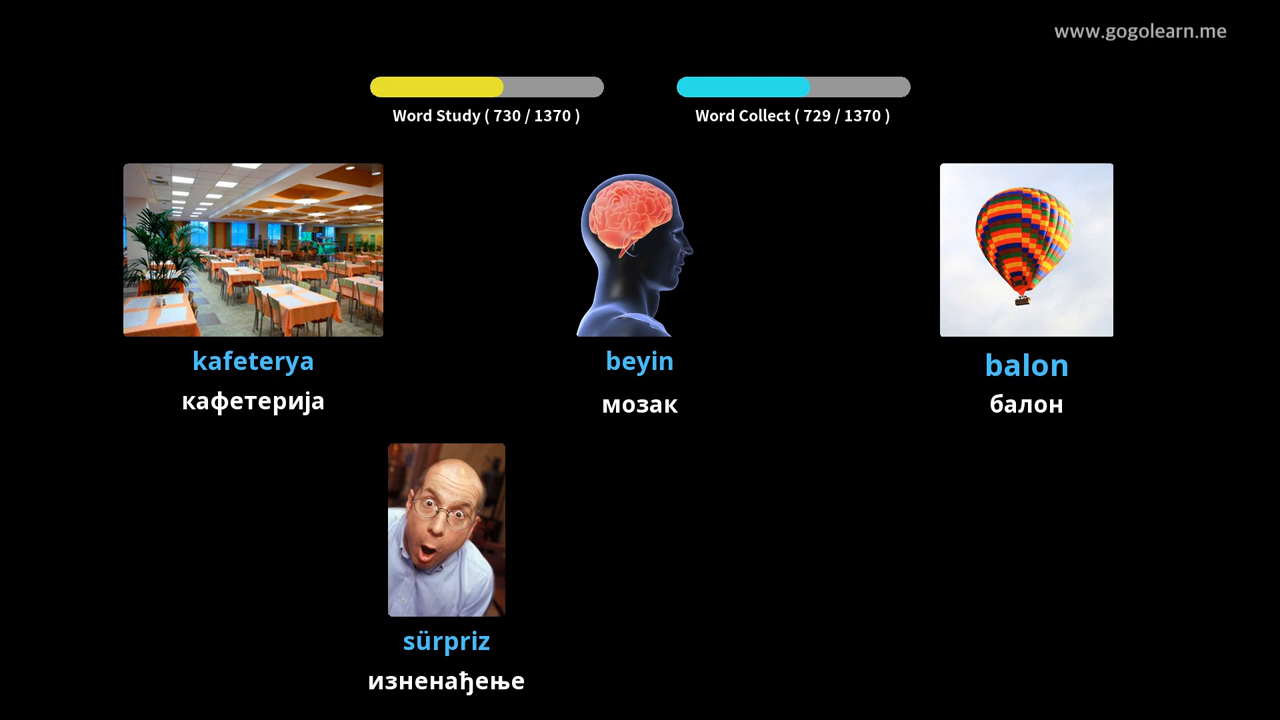 www.gogolearn.me
Word Study ( 730 / 1370 )
Word Collect ( 729 / 1370 )
kafeterya
кафетерија
beyin
мозак
balon
балон
sürpriz
изненађење